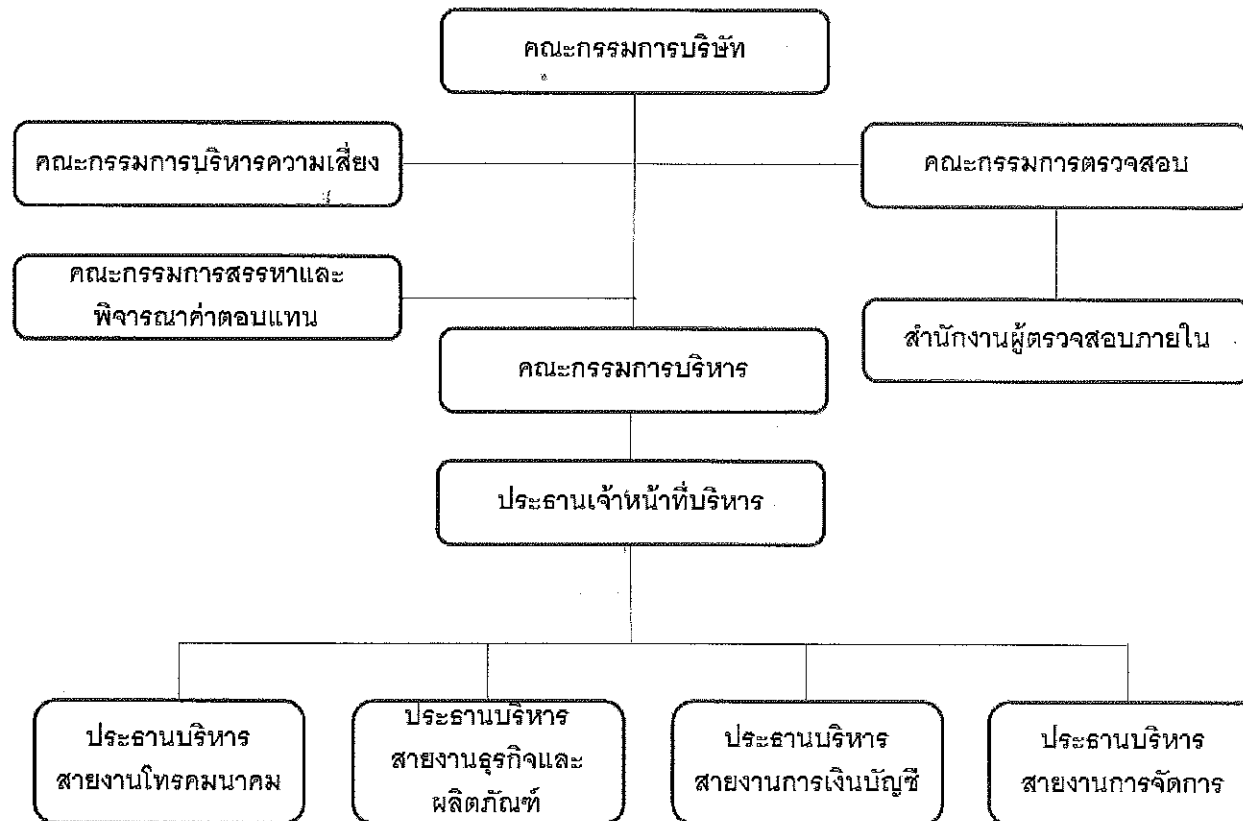 คณะกรรมการบริษัท
คณะกรรมการบริหารความเสี่ยง
คณะกรรมการตรวจสอบ
คณะกรรมการสรรหาและ
พิจารณาค่าตอบแทน
สำนักงานผู้ตรวจสอบภายใน
คณะกรรมการบริหาร
ประธานเจ้าหน้าที่บริหาร
ประธานบริหาร
สายงานโทรคมนาคม
ประธานบริหาร
สายงานธุรกิจและ
ผลิตภัณฑ์
ประธานบริหาร
สายงานการเงินบัญชี
ประธานบริหาร
สายงานการจัดการ